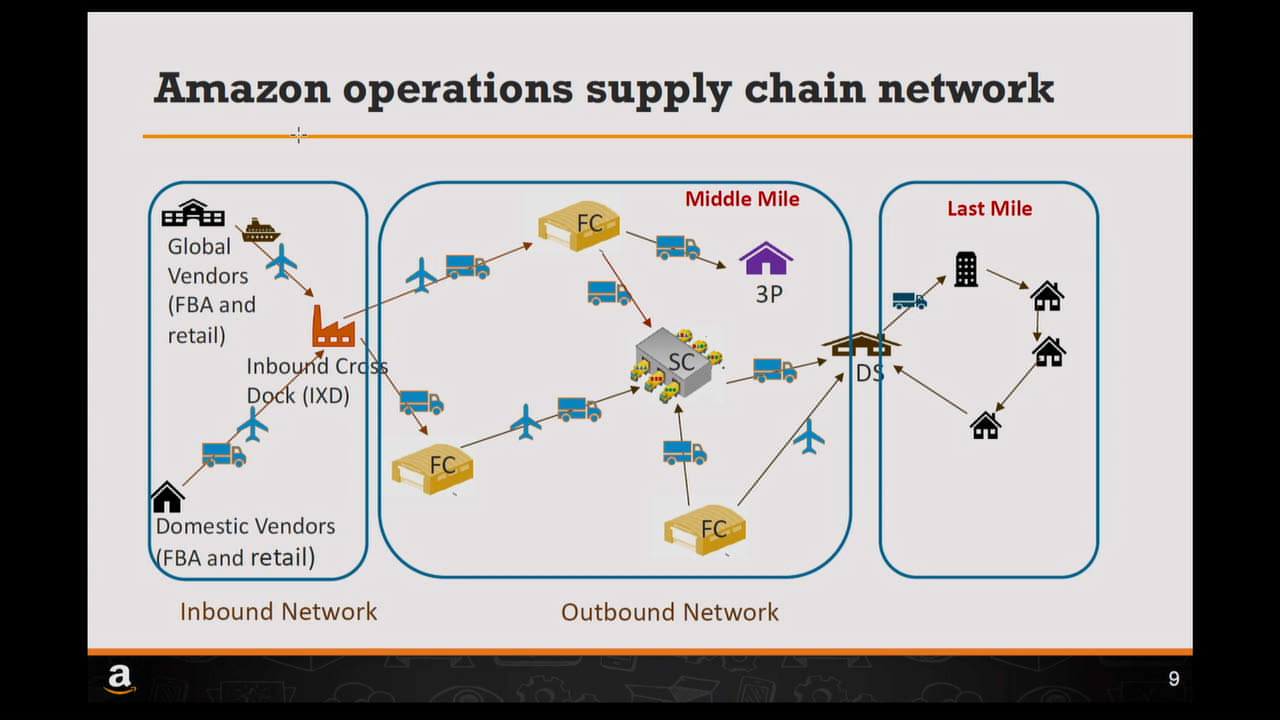 Amazon operations supply chain network
Global
Vendors
(FBA and
retail)
Inbound Cross
Dock (IXD)
Domestic Vendors
(FBA and retail)
Middle Mile
FC
3P
SC
FC
FC
DS
Last Mile
Inbound Network
Outbound Network
a
9